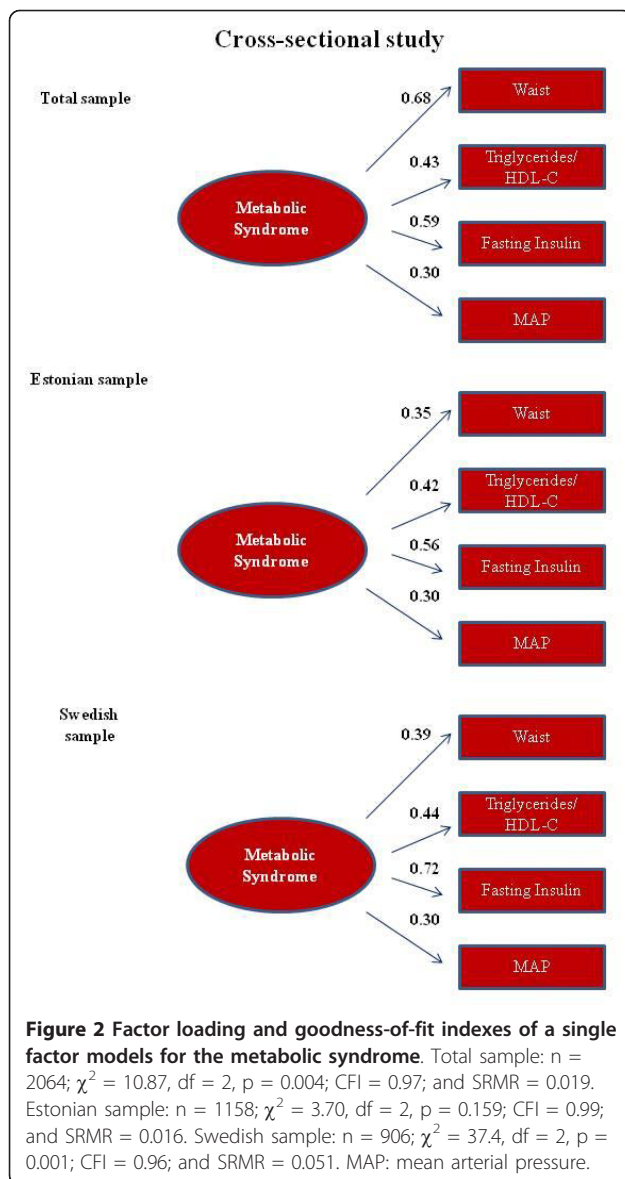 Cross-sectional study
Total sample
0.68
Waist
0.43
Triglycerides/
HDL-C
Metabolic
Syndrome
0.59
Fasting Insulin
0.30
MAP
Estonian sample
0.35
Waist
0.42
Triglycerides/
HDL-C
Metabolic
Syndrome
0.56
Fasting Insulin
0.30
MAP
Swedish
sample
0.39
Waist
0.44
Triglycerides/
HDL-C
Metabolic
Syndrome
0.72
Fasting Insulin
0.30
MAP
Figure 2 Factor loading and goodness-of-fit indexes of a single
factor models for the metabolic syndrome. Total sample: n =
2064; χ² = 10.87, df = 2, p = 0.004; CFI = 0.97; and SRMR = 0.019.
Estonian sample: n = 1158; χ² = 3.70, df = 2, p = 0.159; CFI = 0.99;
and SRMR = 0.016. Swedish sample: n = 906; χ² = 37.4, df = 2, p =
0.001; CFI = 0.96; and SRMR = 0.051. MAP: mean arterial pressure.